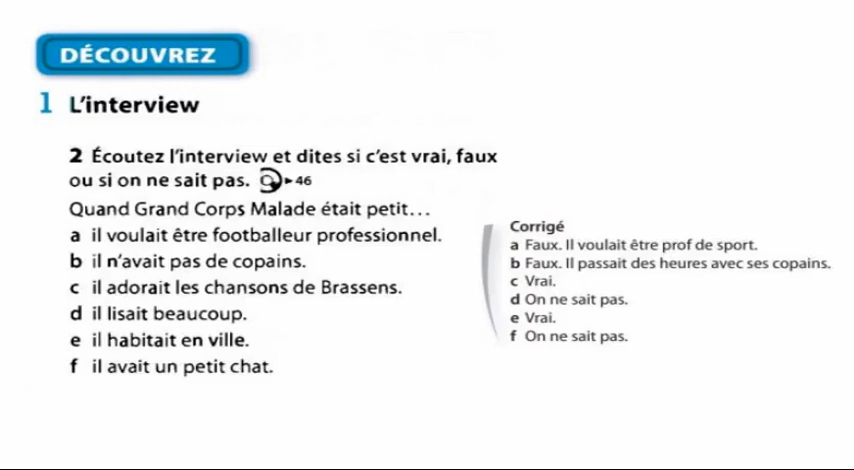 DÉCOUVREZ
1 L'interview
2 Écoutez l'interview et dites si c'est vrai, faux
ou si on ne sait pas. 46
Quand Grand Corps Malade était petit...
a il voulait être footballeur professionnel.
b il n'avait pas de copains.
c il adorait les chansons de Brassens.
d il lisait beaucoup.
e il habitait en ville.
f il avait un petit chat.
Corrigé
a Faux. Il voulait être prof de sport.
b Faux. Il passait des heures avec ses copains.
c Vrai.
d On ne sait pas.
e Vrai.
f On ne sait pas.